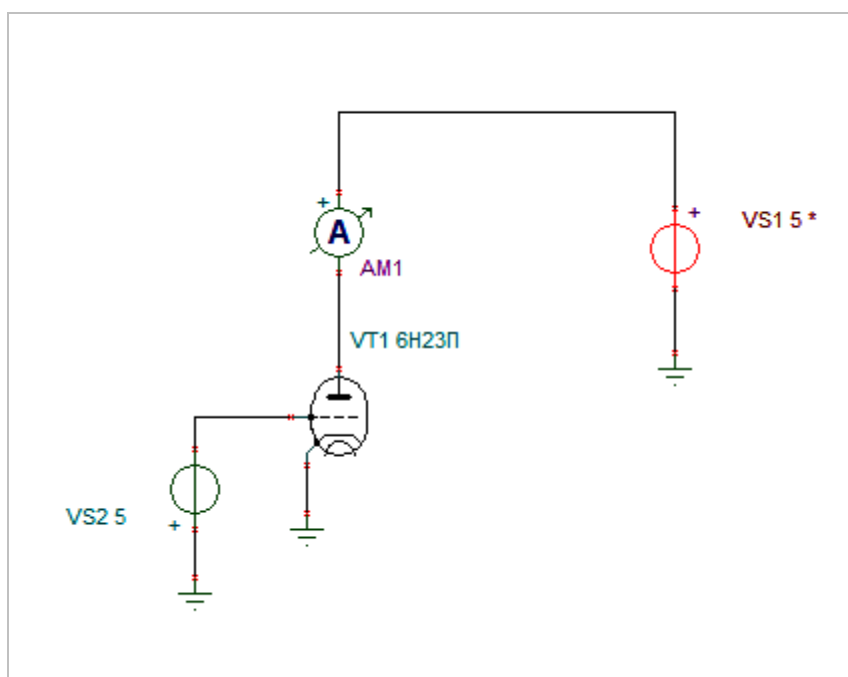 +
A
AM1
+
VS1 5 *
VT1 6Н23П
VS2 5
+